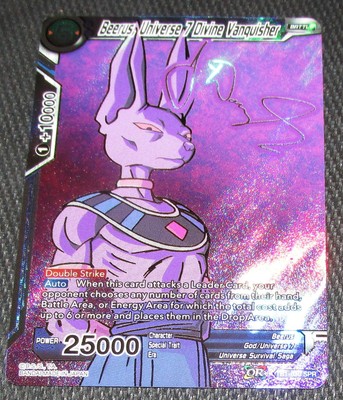 Beerus, Universe 7 Divine Vanquisher
BATTLE
1 +10000
Double Strike
Auto When this card attacks a Leader Card, your
opponent chooses any number of cards from their hand,
Battle Area, or Energy Area for which the total cost adds
up to 6 or more and places them in the Drop Area.
POWER 25000
Character Beerus
Special Trait God/Universe 7
Era Universe Survival Saga
SPR